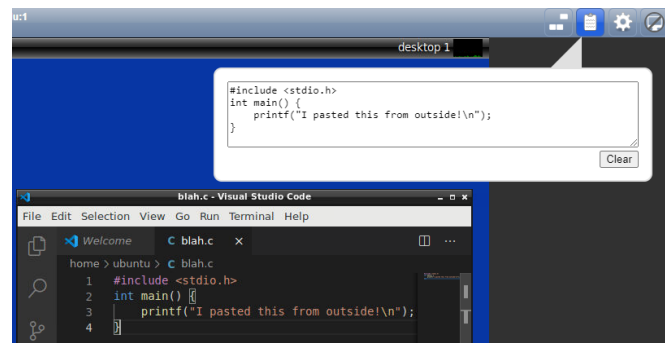 u:1
desktop 1
#include <stdio.h>
int main() {
    printf("I pasted this from outside!\n");
}
Clear
blah.c - Visual Studio Code
File Edit Selection View Go Run Terminal Help
Welcome C blah.c ×
home > ubuntu > C blah.c
1 #include <stdio.h>
2 int main() {
3     printf("I pasted this from outside!\n");
4 }